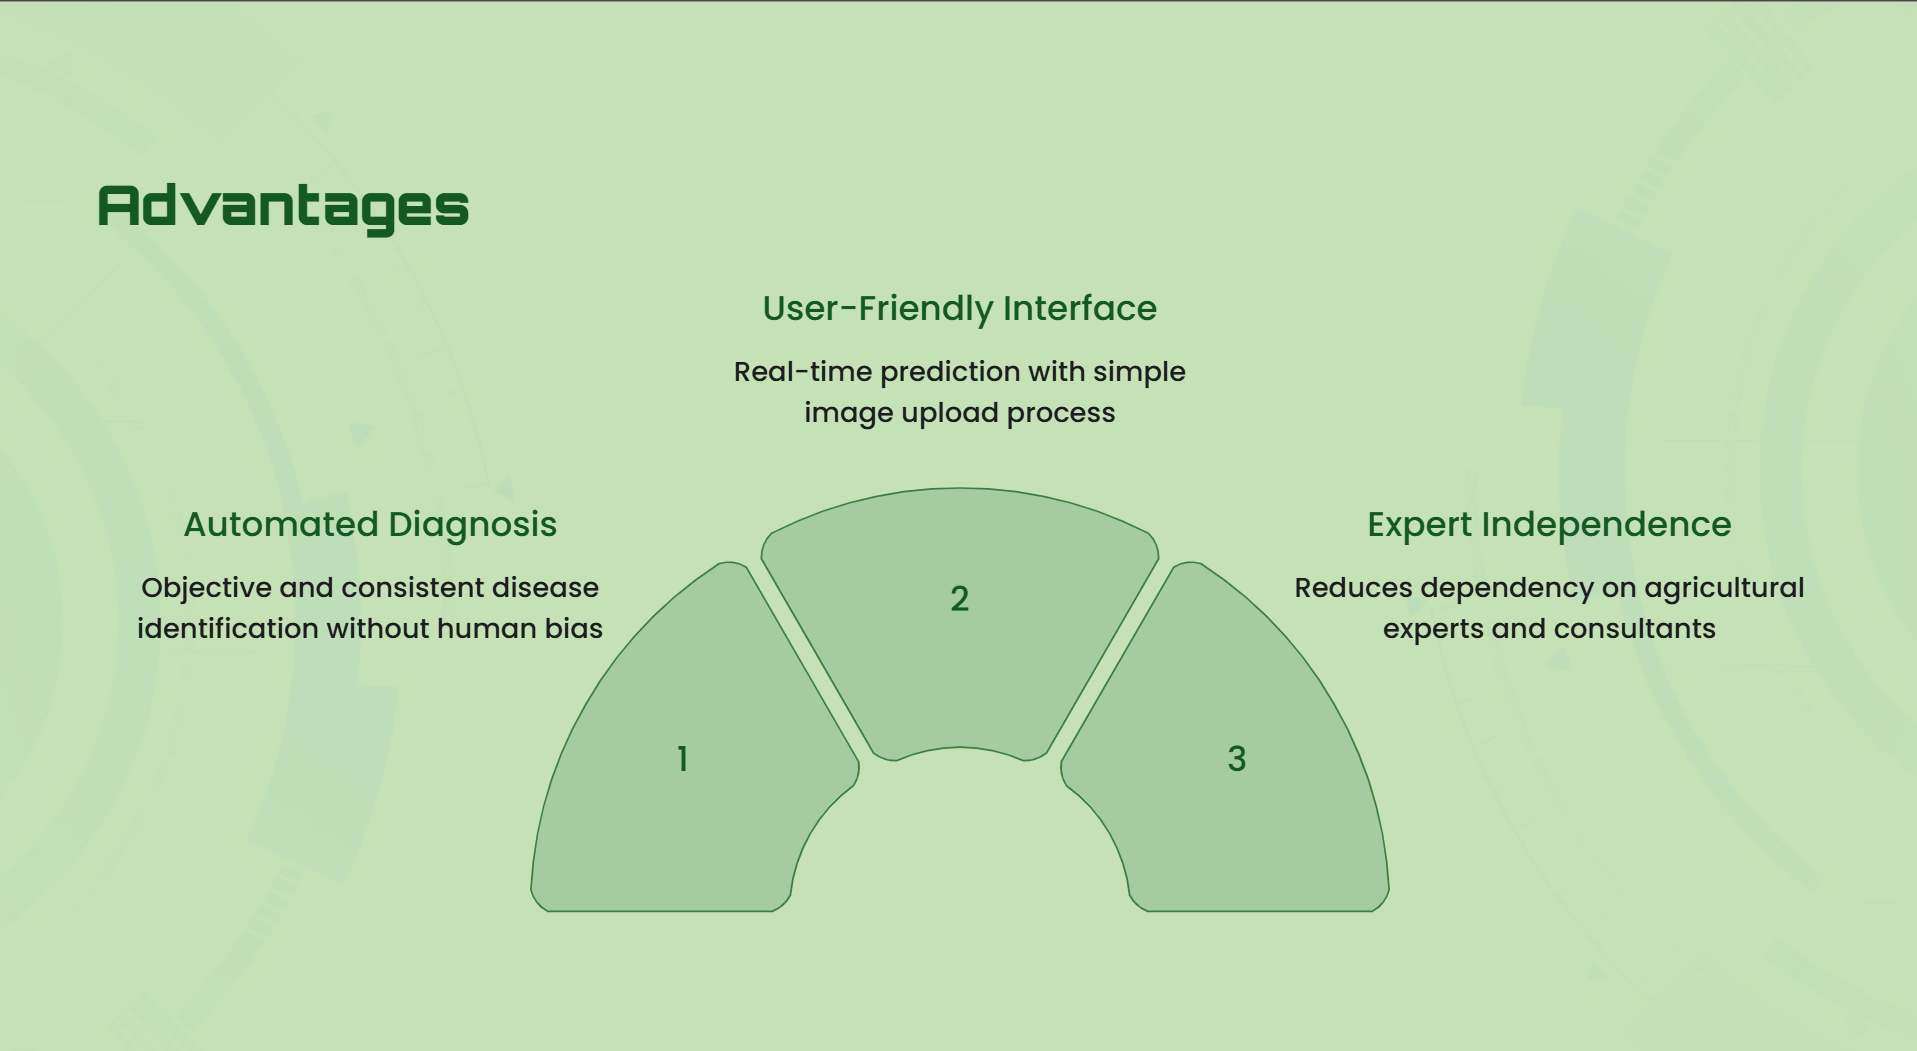 Advantages
User-Friendly Interface
Real-time prediction with simple
image upload process
Automated Diagnosis
Objective and consistent disease
identification without human bias
Expert Independence
Reduces dependency on agricultural
experts and consultants
1
2
3